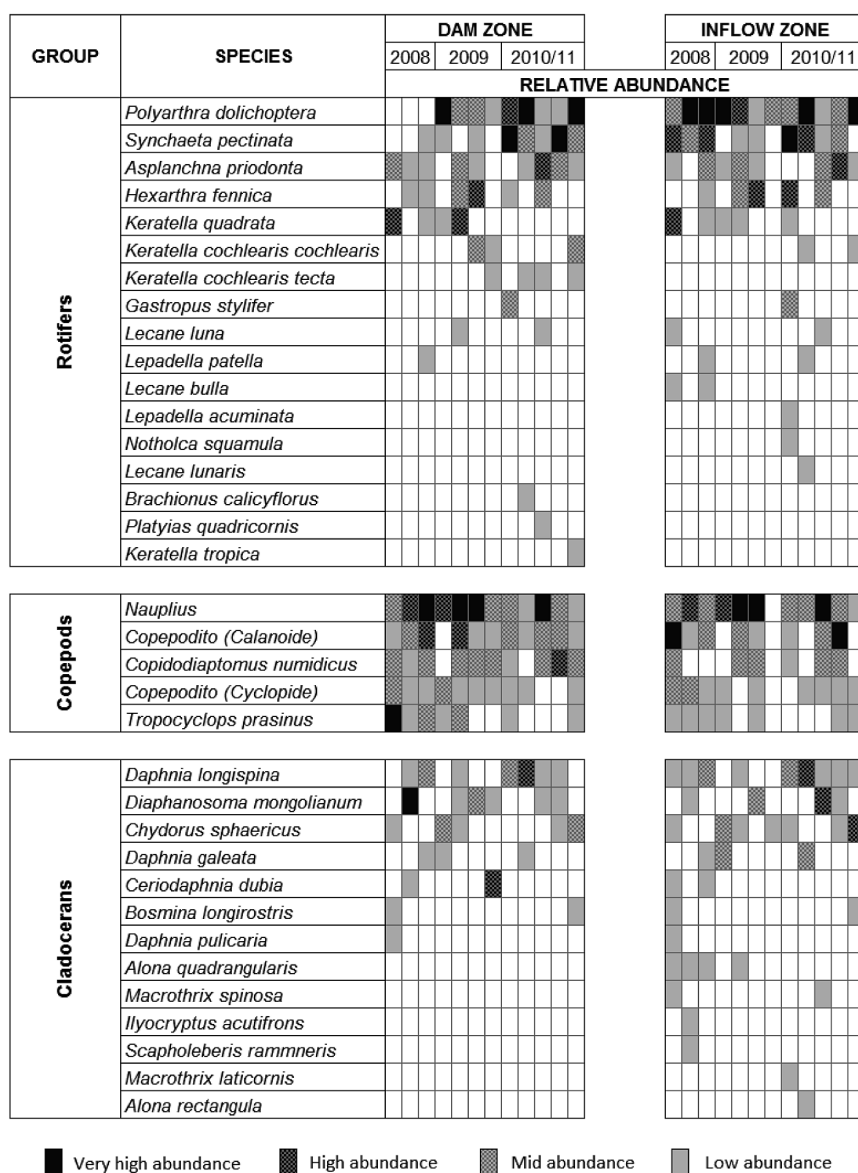 GROUP SPECIES DAM ZONE INFLOW ZONE
2008 2009 2010/11 2008 2009 2010/11
RELATIVE ABUNDANCE
Rotifers
Polyarthra dolichoptera
Synchaeta pectinata
Asplanchna priodonta
Hexarthra fennica
Keratella quadrata
Keratella cochlearis cochlearis
Keratella cochlearis tecta
Gastropus stylifer
Lecane luna
Lepadella patella
Lecane bulla
Lepadella acuminata
Notholca squamula
Lecane lunaris
Brachionus calicyflorus
Platyias quadricornis
Keratella tropica
Copepods
Nauplius
Copepodito (Calanoide)
Copidodiaptomus numidicus
Copepodito (Cyclopide)
Tropocyclops prasinus
Cladocerans
Daphnia longispina
Diaphanosoma mongolianum
Chydorus sphaericus
Daphnia galeata
Ceriodaphnia dubia
Bosmina longirostris
Daphnia pulicaria
Alona quadrangularis
Macrothrix spinosa
Ilyocryptus acutifrons
Scapholeberis rammneris
Macrothrix laticornis
Alona rectangula
Very high abundance High abundance Mid abundance Low abundance